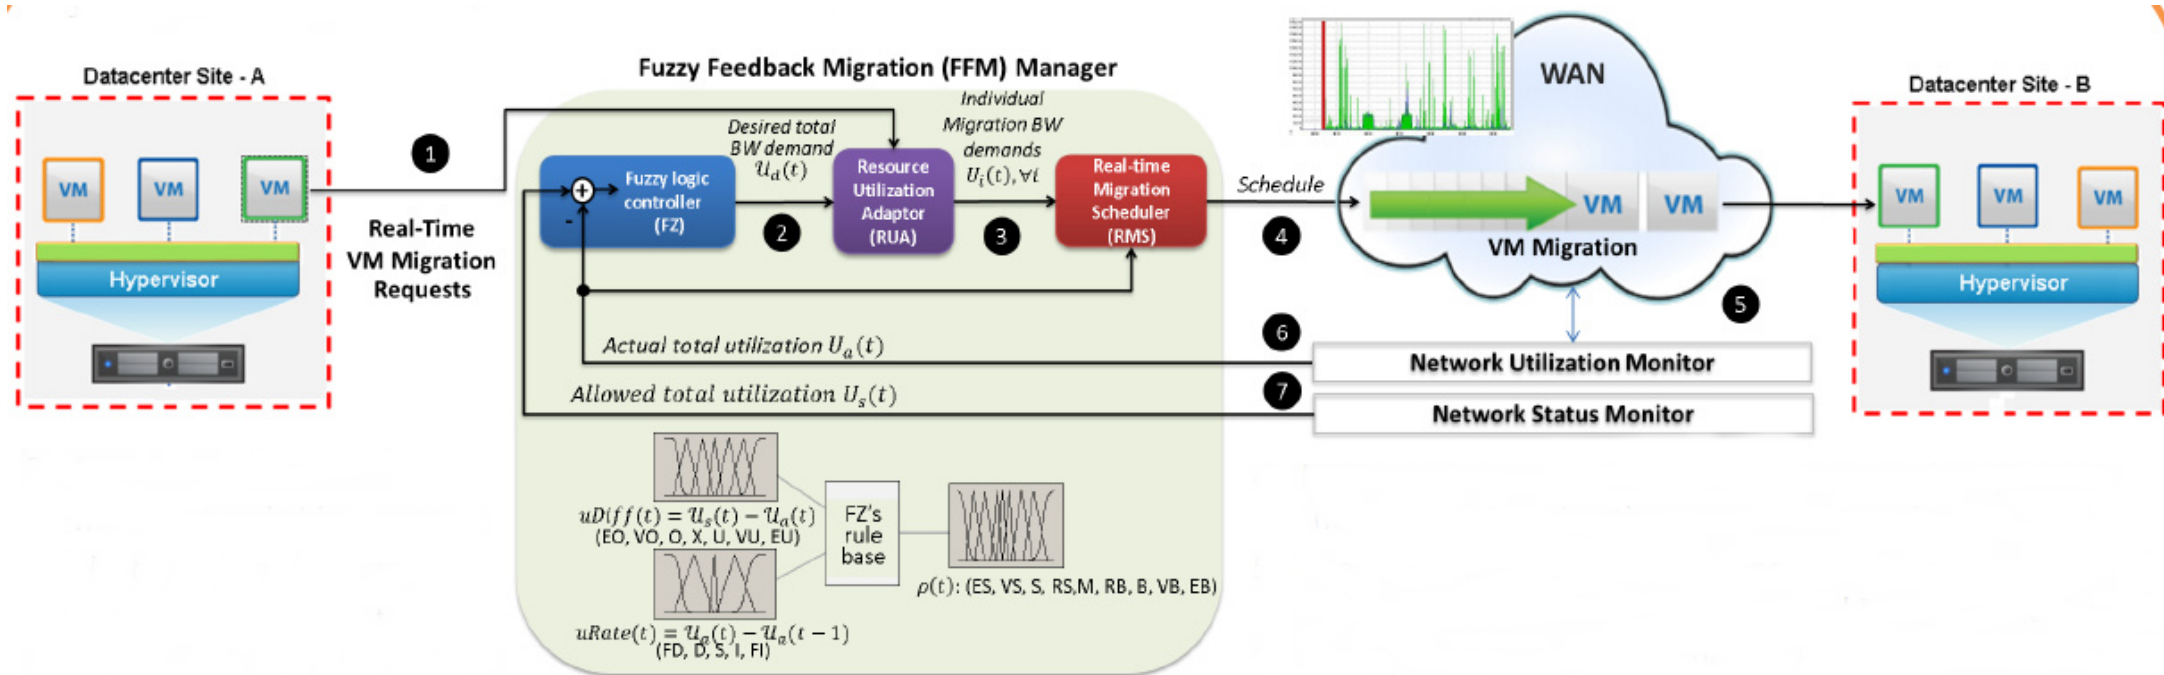 Datacenter Site - A
VM
VM
VM
Hypervisor
1
Real-Time
VM Migration
Requests
Fuzzy Feedback Migration (FFM) Manager
Fuzzy logic
controller
(FZ)
+
-
Desired total
BW demand
𝒰d(t)
2
Resource
Utilization
Adaptor
(RUA)
Individual
Migration BW
demands
Ui(t), ∀i
3
Real-time
Migration
Scheduler
(RMS)
Schedule
4
WAN
VM
VM
VM Migration
5
Datacenter Site - B
VM
VM
VM
Hypervisor
6
Actual total utilization Ua(t)
Network Utilization Monitor
7
Allowed total utilization Us(t)
Network Status Monitor
uDiff(t) = 𝒰s(t) − 𝒰a(t)
(EO, VO, O, X, U, VU, EU)
FZ's
rule
base
ρ(t): (ES, VS, S, RS,M, RB, B, VB, EB)
uRate(t) = 𝒰a(t) − 𝒰a(t − 1)
(FD, D, S, I, FI)